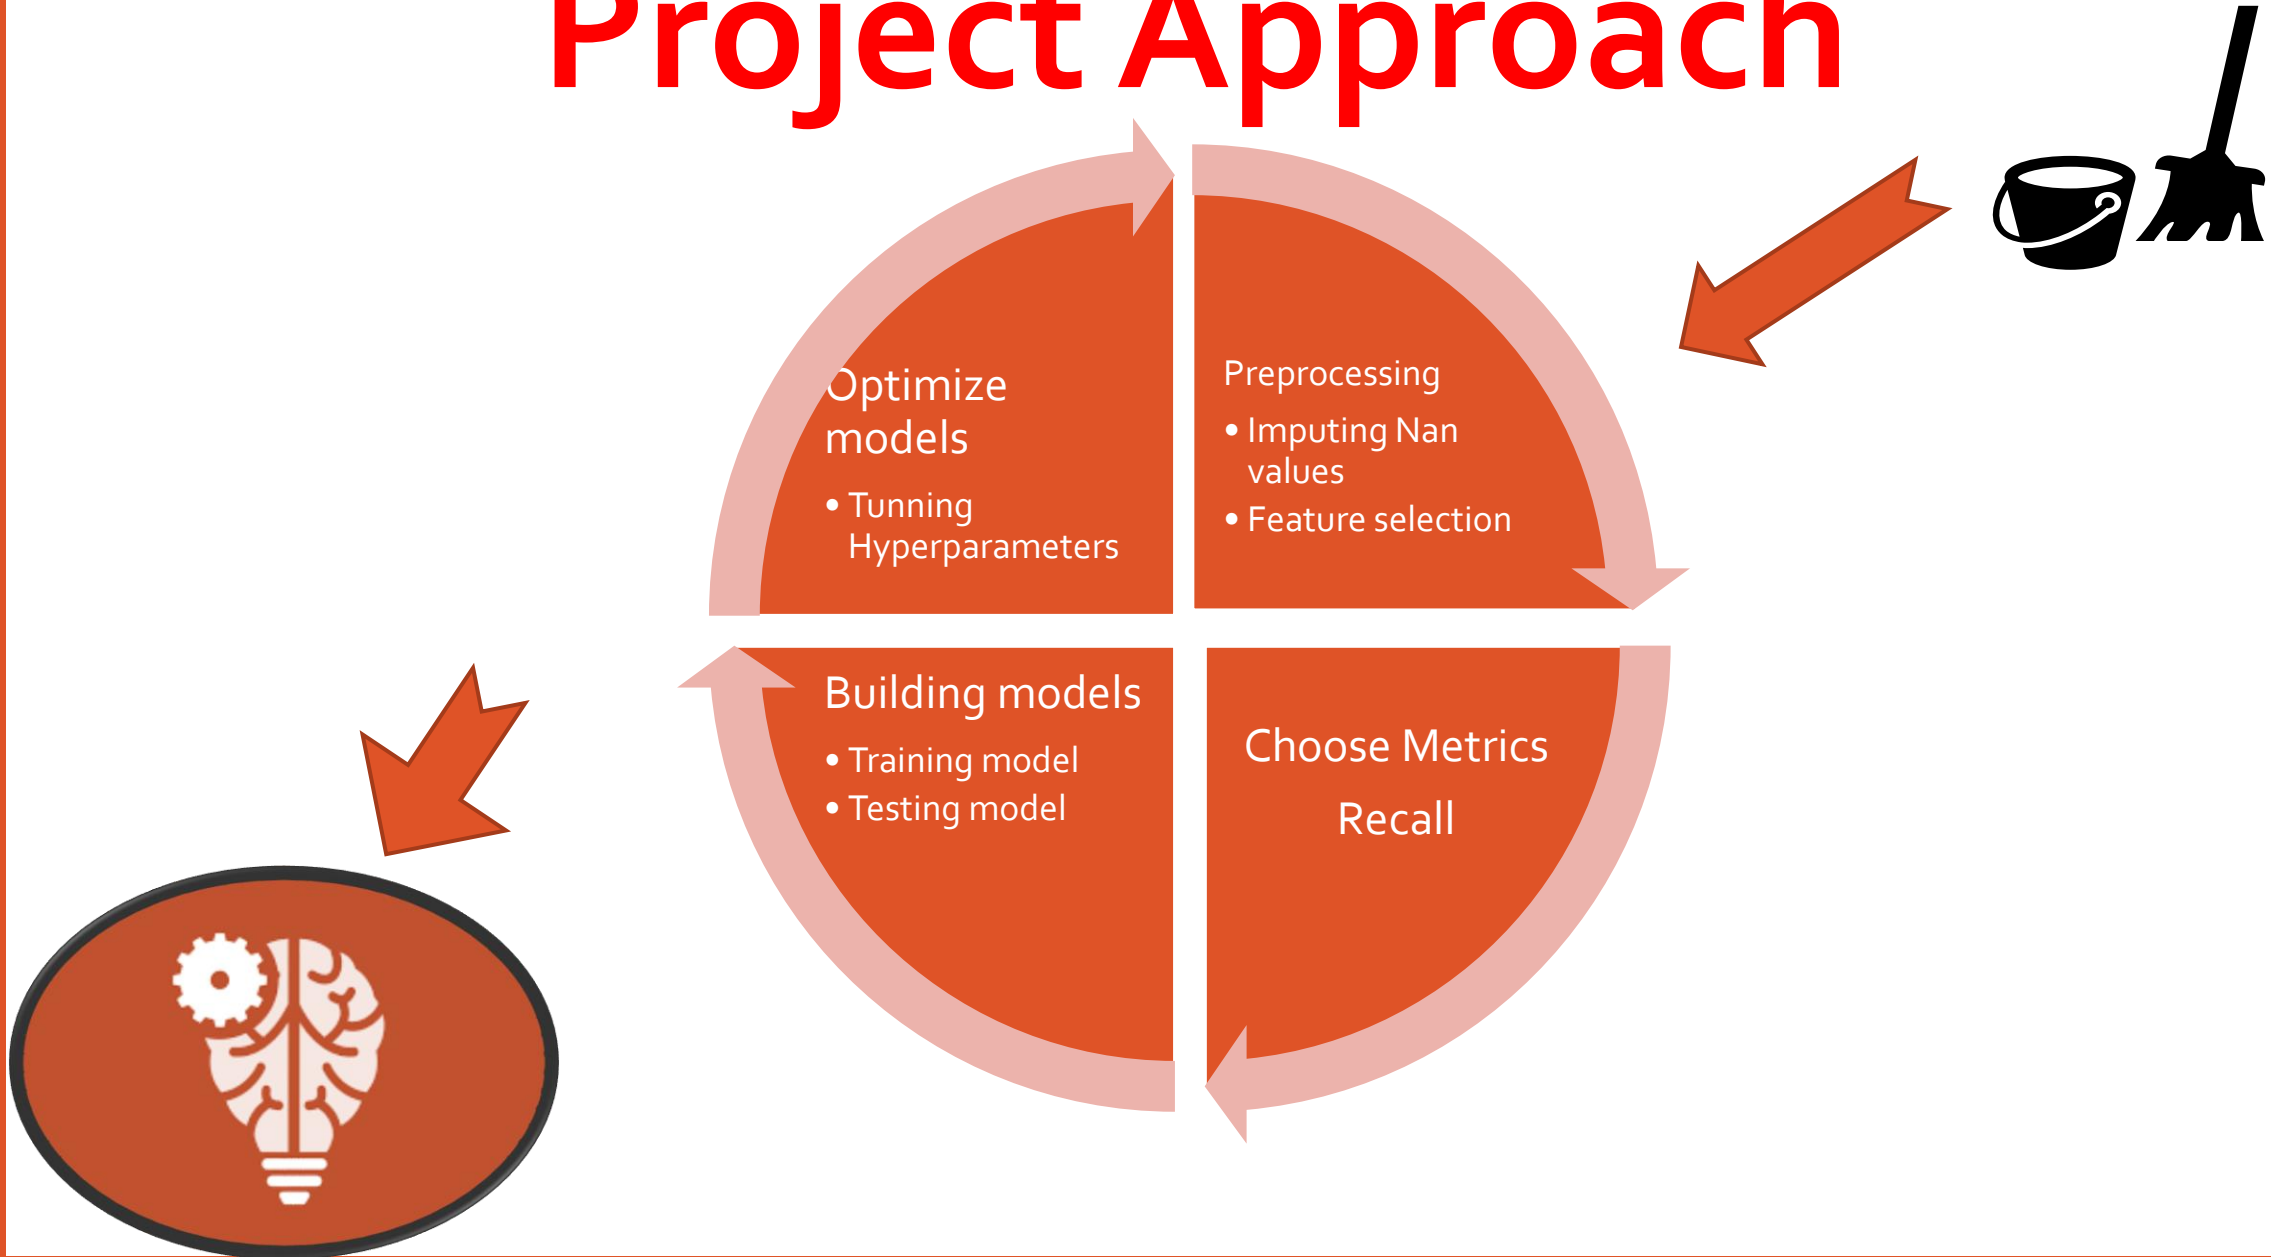 Project Approach
Preprocessing
• Imputing Nan
values
• Feature selection
Choose Metrics
Recall
Building models
• Training model
• Testing model
Optimize
models
• Tunning
Hyperparameters